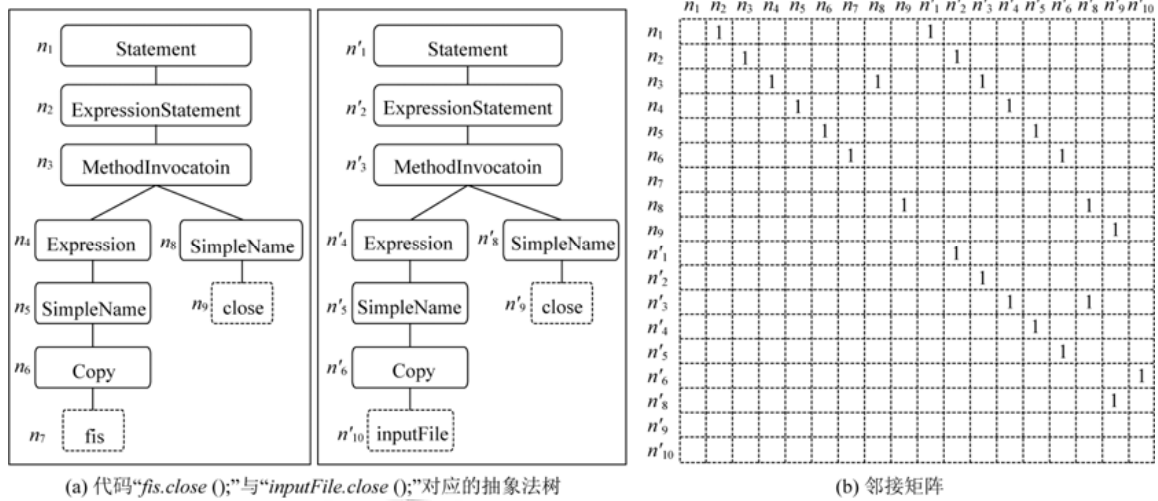 n₁ Statement
n₂ ExpressionStatement
n₃ MethodInvocatoin
n₄ Expression
n₈ SimpleName
n₅ SimpleName
n₉ close
n₆ Copy
n₇ fis
n′₁ Statement
n′₂ ExpressionStatement
n′₃ MethodInvocatoin
n′₄ Expression
n′₈ SimpleName
n′₅ SimpleName
n′₉ close
n′₆ Copy
n′₁₀ inputFile
(a) 代码“fis.close ();”与“inputFile.close ();”对应的抽象法树
n₁ n₂ n₃ n₄ n₅ n₆ n₇ n₈ n₉ n′₁ n′₂ n′₃ n′₄ n′₅ n′₆ n′₈ n′₉ n′₁₀
n₁ 1 1
n₂ 1 1
n₃ 1 1 1
n₄ 1 1
n₅ 1 1
n₆ 1 1
n₇
n₈ 1 1
n₉ 1
n′₁ 1
n′₂ 1
n′₃ 1 1
n′₄ 1
n′₅ 1
n′₆ 1
n′₈ 1
n′₉
n′₁₀
(b) 邻接矩阵